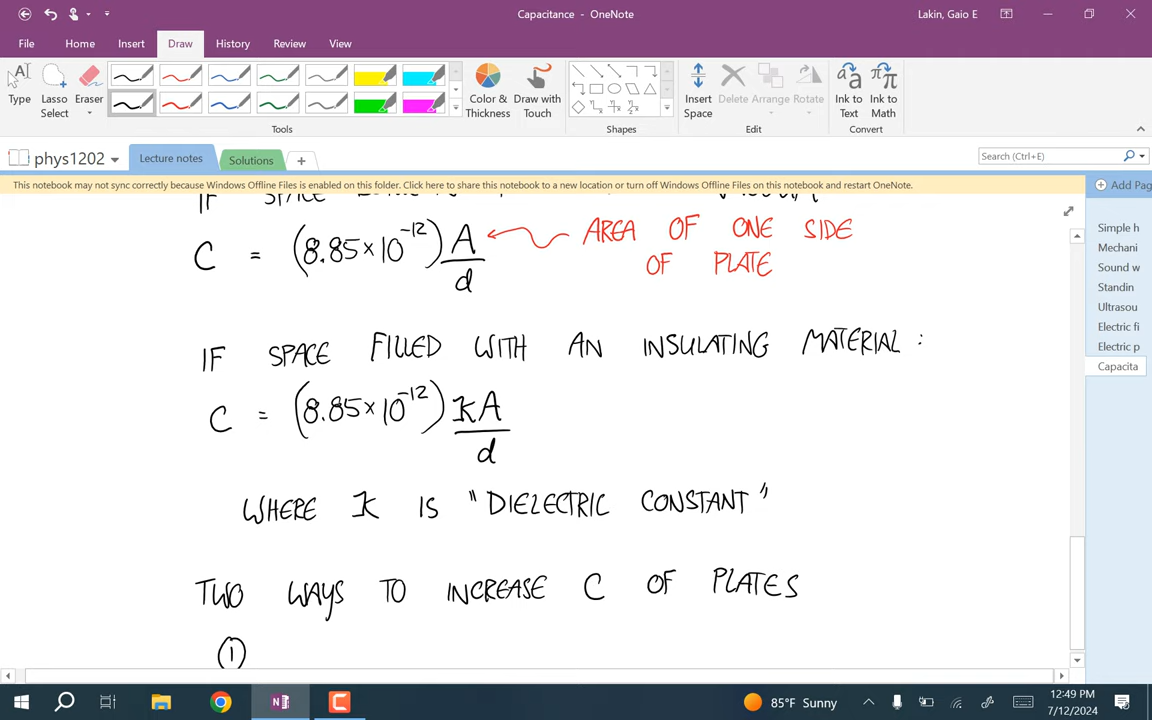 Capacitance - OneNote
Lakin, Gaio E
File Home Insert Draw History Review View
Type
Lasso Select
Eraser
Color & Thickness
Draw with Touch
Insert Space
Delete
Arrange
Rotate
Ink to Text
Ink to Math
Tools
Shapes
Edit
Convert
phys1202
Lecture notes
Solutions
+
Search (Ctrl+E)
This notebook may not sync correctly because Windows Offline Files is enabled on this folder. Click here to share this notebook to a new location or turn off Windows Offline Files on this notebook and restart OneNote.
Add Pag
Simple h
Mechani
Sound w
Standin
Ultrasou
Electric fi
Electric p
Capacita
IF SPACE
C = (8.85×10⁻¹²) A/d
AREA OF ONE SIDE
OF PLATE
IF SPACE FILLED WITH AN INSULATING MATERIAL :
C = (8.85×10⁻¹²) KA/d
WHERE K IS "DIELECTRIC CONSTANT"
TWO WAYS TO INCREASE C OF PLATES
①
85°F Sunny
12:49 PM
7/12/2024